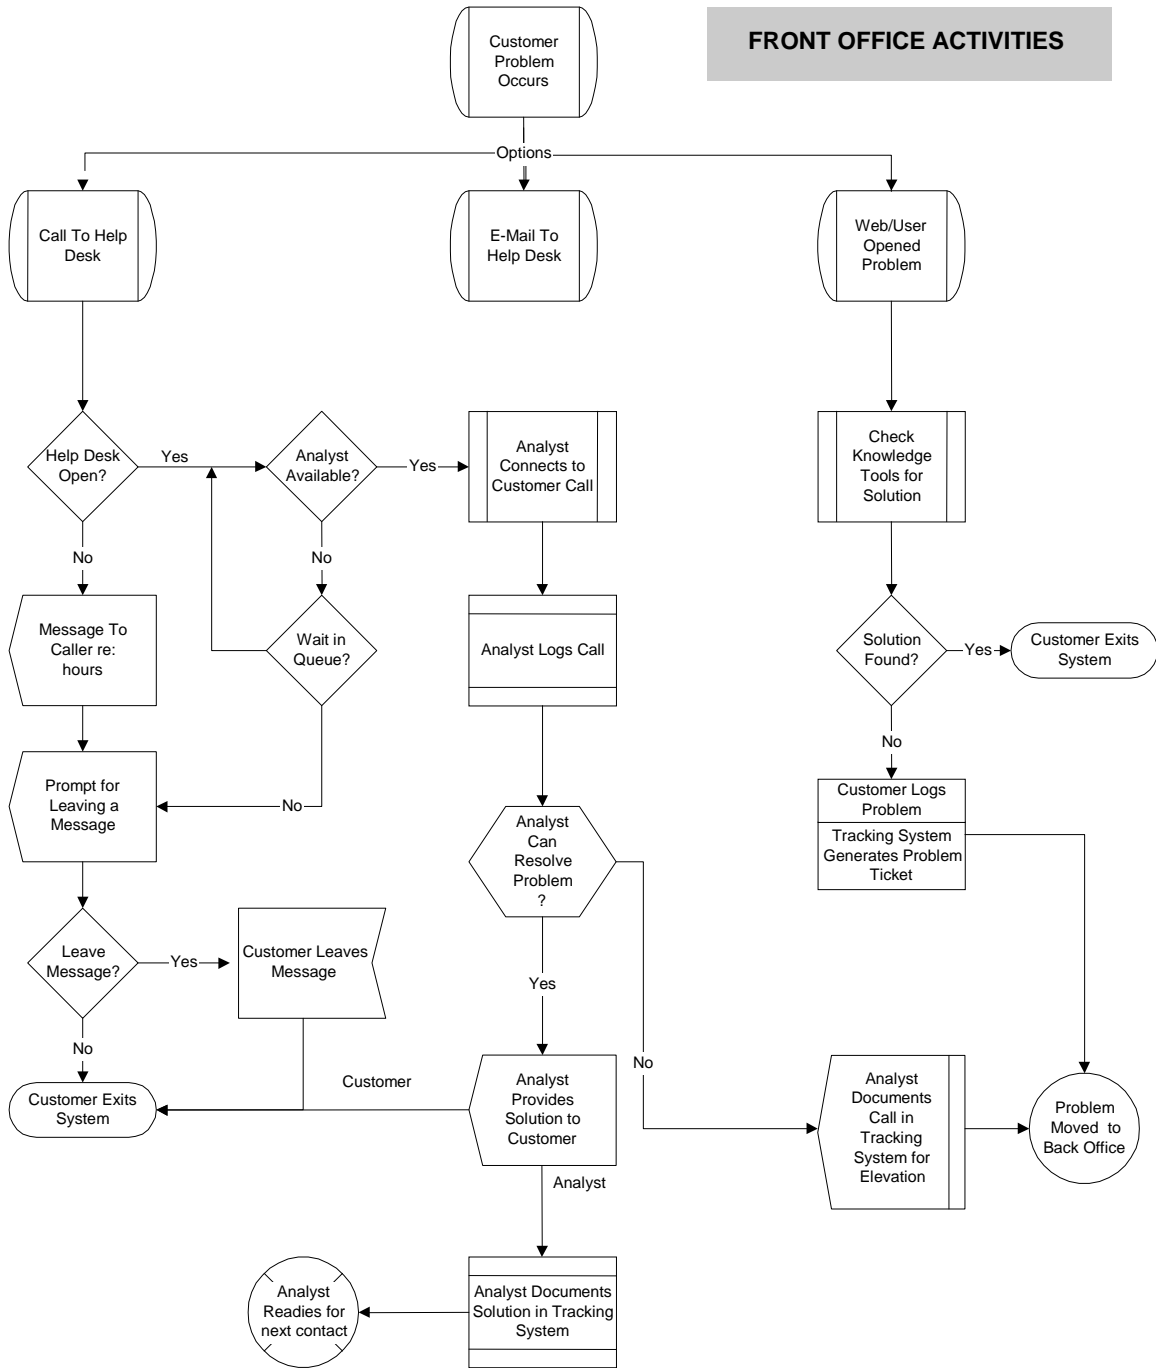 FRONT OFFICE ACTIVITIES
Customer
Problem
Occurs
Options
Call To Help
Desk
E-Mail To
Help Desk
Web/User
Opened
Problem
Help Desk
Open?
Yes
Analyst
Available?
Yes
Analyst
Connects to
Customer Call
Check
Knowledge
Tools for
Solution
No
No
Message To
Caller re:
hours
Wait in
Queue?
Analyst Logs Call
Solution
Found?
Yes
Customer Exits
System
No
Prompt for
Leaving a
Message
No
Analyst
Can
Resolve
Problem
?
Customer Logs
Problem
Tracking System
Generates Problem
Ticket
Leave
Message?
Yes
Customer Leaves
Message
Yes
No
No
Customer
Customer Exits
System
Analyst
Provides
Solution to
Customer
Analyst
Documents
Call in
Tracking
System for
Elevation
Problem
Moved to
Back Office
Analyst
Analyst
Readies for
next contact
Analyst Documents
Solution in Tracking
System